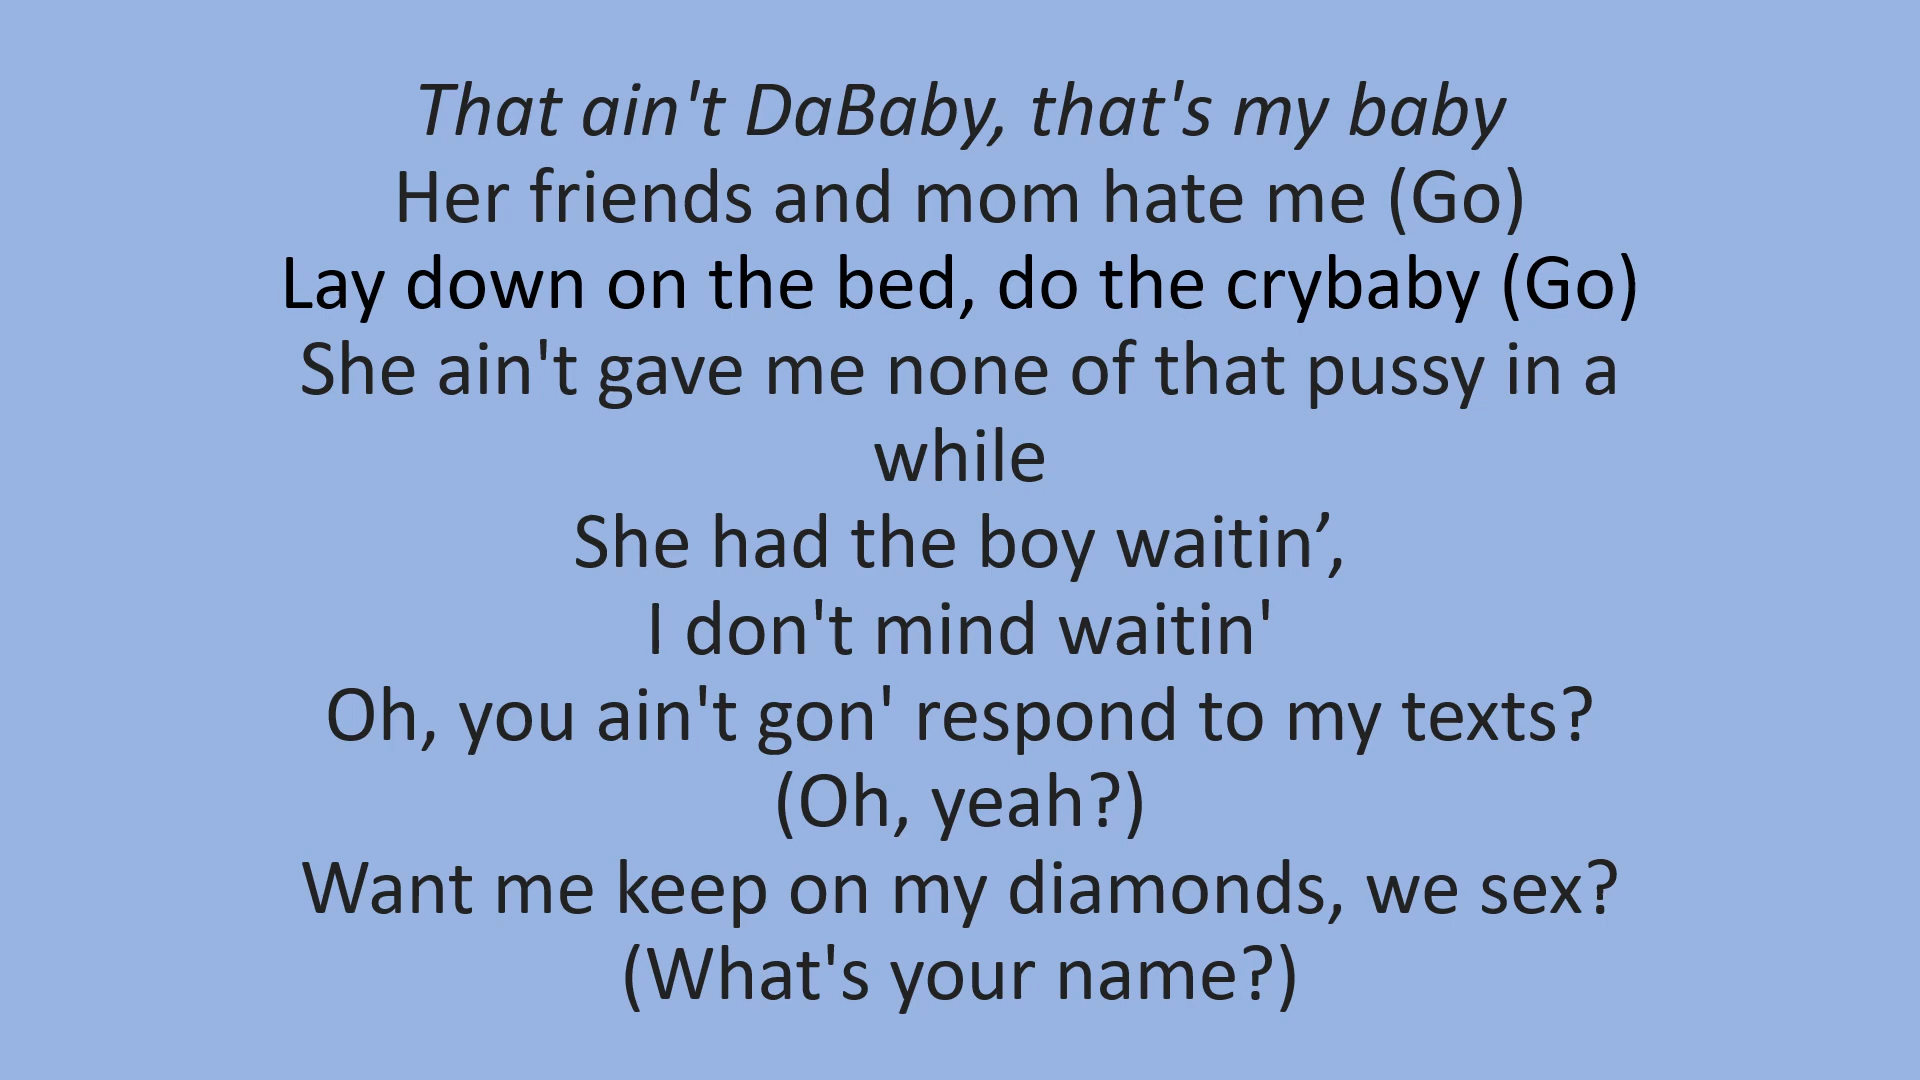 That ain't DaBaby, that's my baby
Her friends and mom hate me (Go)
Lay down on the bed, do the crybaby (Go)
She ain't gave me none of that pussy in a
while
She had the boy waitin’,
I don't mind waitin'
Oh, you ain't gon' respond to my texts?
(Oh, yeah?)
Want me keep on my diamonds, we sex?
(What's your name?)